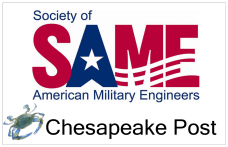 Society of
SAME
American Military Engineers
Chesapeake Post